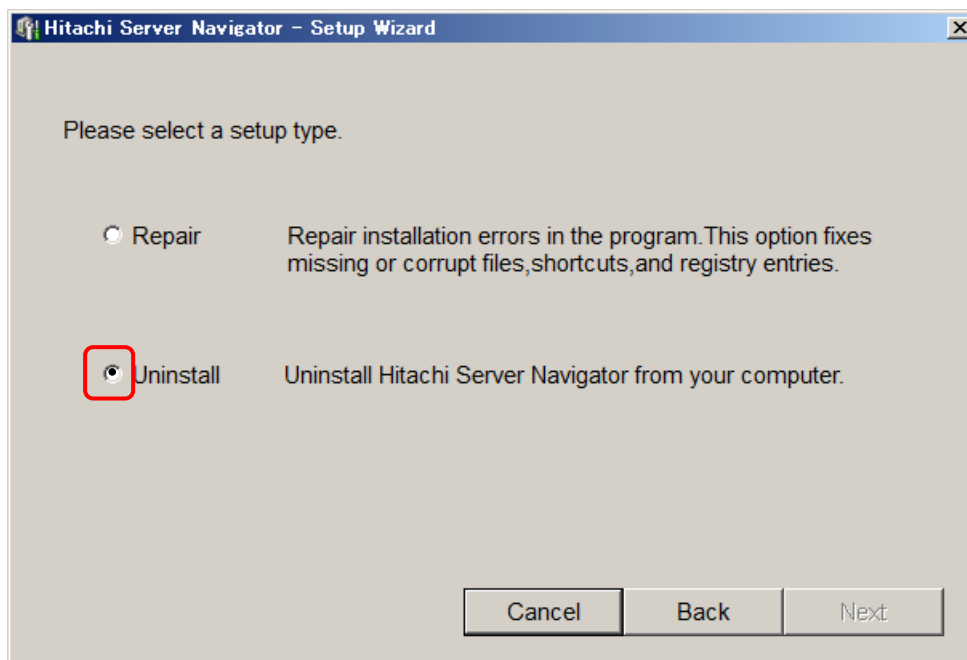 Hitachi Server Navigator - Setup Wizard
Please select a setup type.
Repair
Repair installation errors in the program.This option fixes
missing or corrupt files,shortcuts,and registry entries.
Uninstall
Uninstall Hitachi Server Navigator from your computer.
Cancel
Back
Next